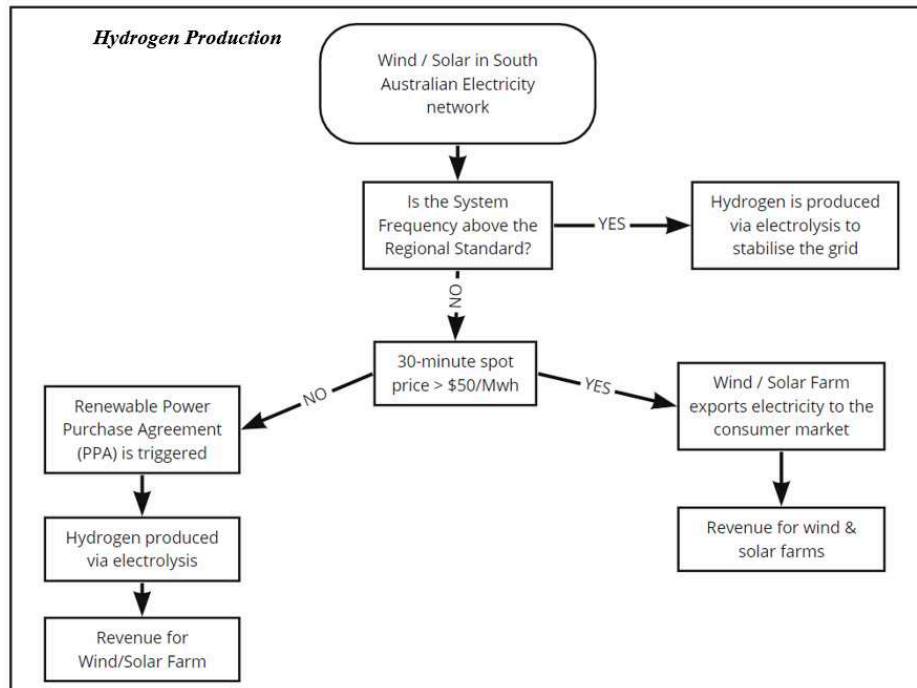 Hydrogen Production
Wind / Solar in South
Australian Electricity
network
Is the System
Frequency above the
Regional Standard?
YES
Hydrogen is produced
via electrolysis to
stabilise the grid
NO
30-minute spot
price > $50/Mwh
NO
YES
Renewable Power
Purchase Agreement
(PPA) is triggered
Wind / Solar Farm
exports electricity to the
consumer market
Hydrogen produced
via electrolysis
Revenue for wind &
solar farms
Revenue for
Wind/Solar Farm